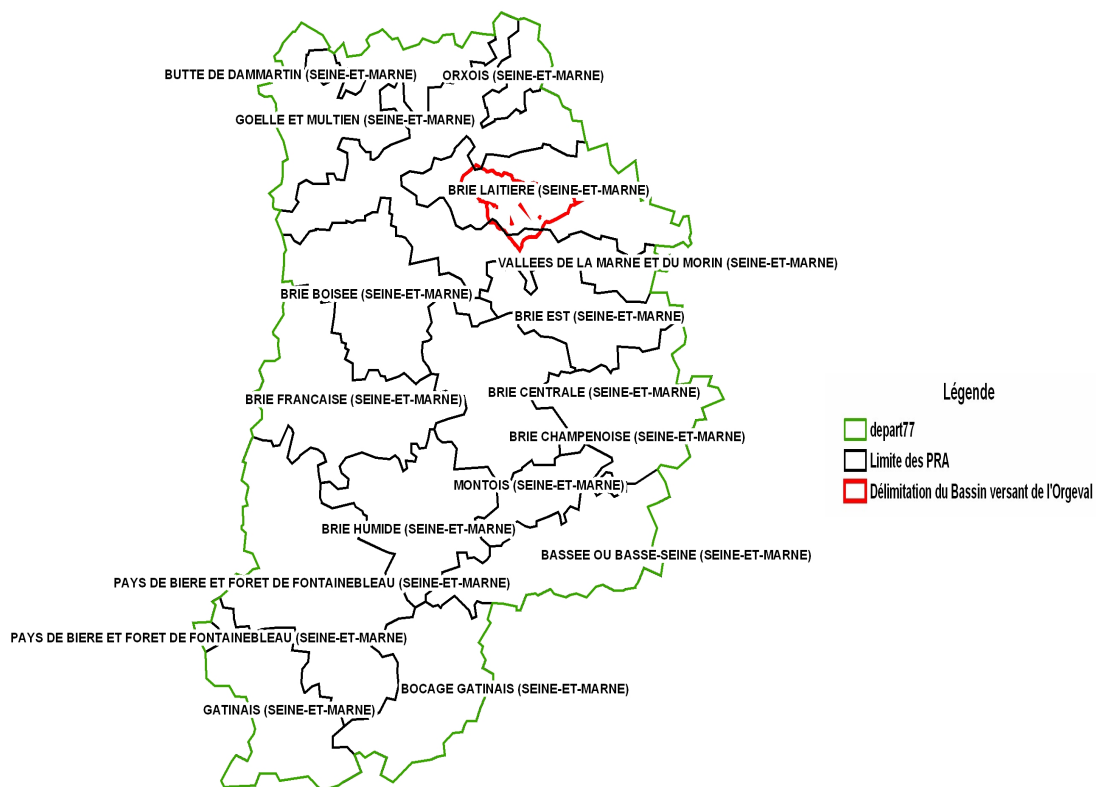 BUTTE DE DAMMARTIN (SEINE-ET-MARNE)
ORXOIS (SEINE-ET-MARNE)
GOELLE ET MULTIEN (SEINE-ET-MARNE)
BRIE LAITIERE (SEINE-ET-MARNE)
VALLEES DE LA MARNE ET DU MORIN (SEINE-ET-MARNE)
BRIE BOISEE (SEINE-ET-MARNE)
BRIE EST (SEINE-ET-MARNE)
BRIE CENTRALE (SEINE-ET-MARNE)
BRIE FRANCAISE (SEINE-ET-MARNE)
BRIE CHAMPENOISE (SEINE-ET-MARNE)
MONTOIS (SEINE-ET-MARNE)
BRIE HUMIDE (SEINE-ET-MARNE)
BASSEE OU BASSE-SEINE (SEINE-ET-MARNE)
PAYS DE BIERE ET FORET DE FONTAINEBLEAU (SEINE-ET-MARNE)
PAYS DE BIERE ET FORET DE FONTAINEBLEAU (SEINE-ET-MARNE)
BOCAGE GATINAIS (SEINE-ET-MARNE)
GATINAIS (SEINE-ET-MARNE)
Légende
depart77
Limite des PRA
Délimitation du Bassin versant de l'Orgeval